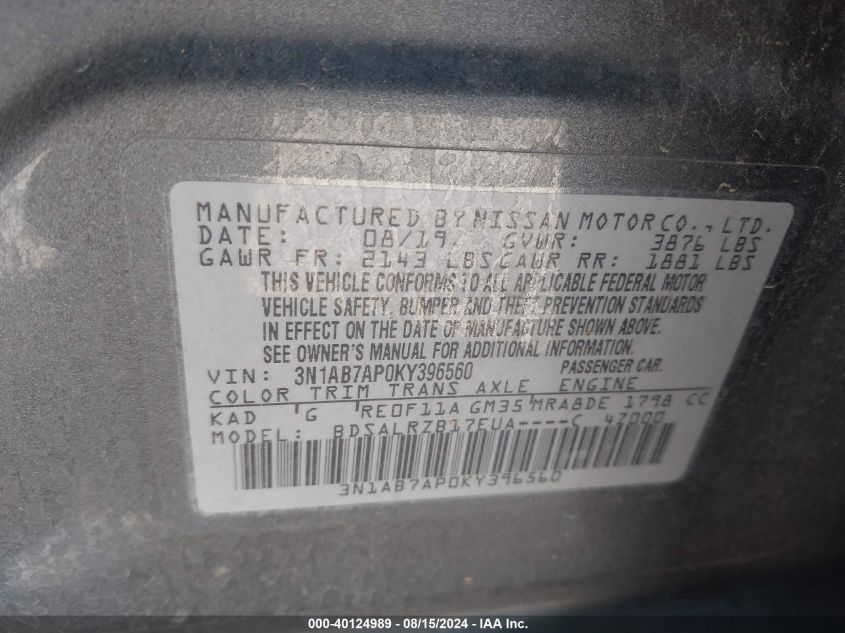 MANUFACTURED BY NISSAN MOTOR CO., LTD.
DATE: 08/19. GVWR: 3876 LBS
GAWR FR: 2143 LBS GAWR RR: 1881 LBS
THIS VEHICLE CONFORMS TO ALL APPLICABLE FEDERAL MOTOR
VEHICLE SAFETY, BUMPER AND THEFT PREVENTION STANDARDS
IN EFFECT ON THE DATE OF MANUFACTURE SHOWN ABOVE.
SEE OWNER'S MANUAL FOR ADDITIONAL INFORMATION.
VIN: 3N1AB7AP0KY396560 PASSENGER CAR.
COLOR TRIM TRANS AXLE ENGINE
KAD G RE0F11A GM35 MRA8DE 1798 CC
MODEL: BDSALRZB17EUA----C 47000
3N1AB7AP0KY396560
000-40124989 - 08/15/2024 - IAA Inc.